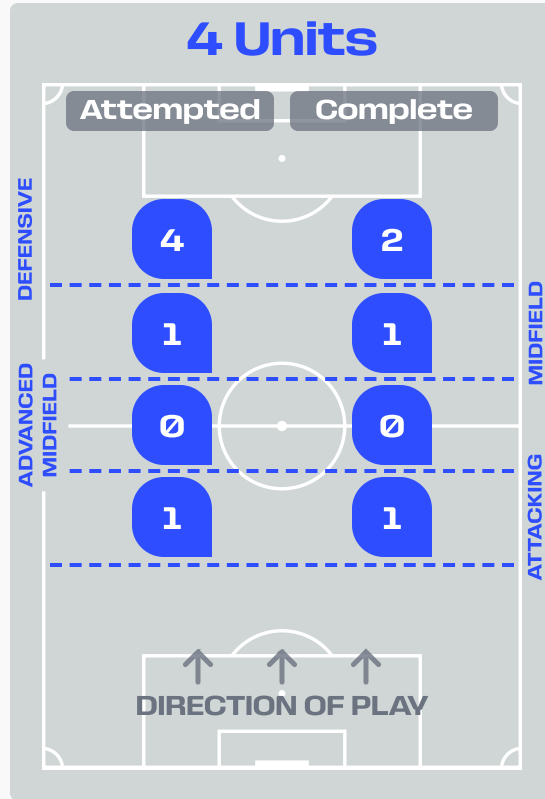 4 Units
Attempted Complete
DEFENSIVE
4 2
MIDFIELD
1 1
ADVANCED
MIDFIELD
0 0
ATTACKING
1 1
DIRECTION OF PLAY